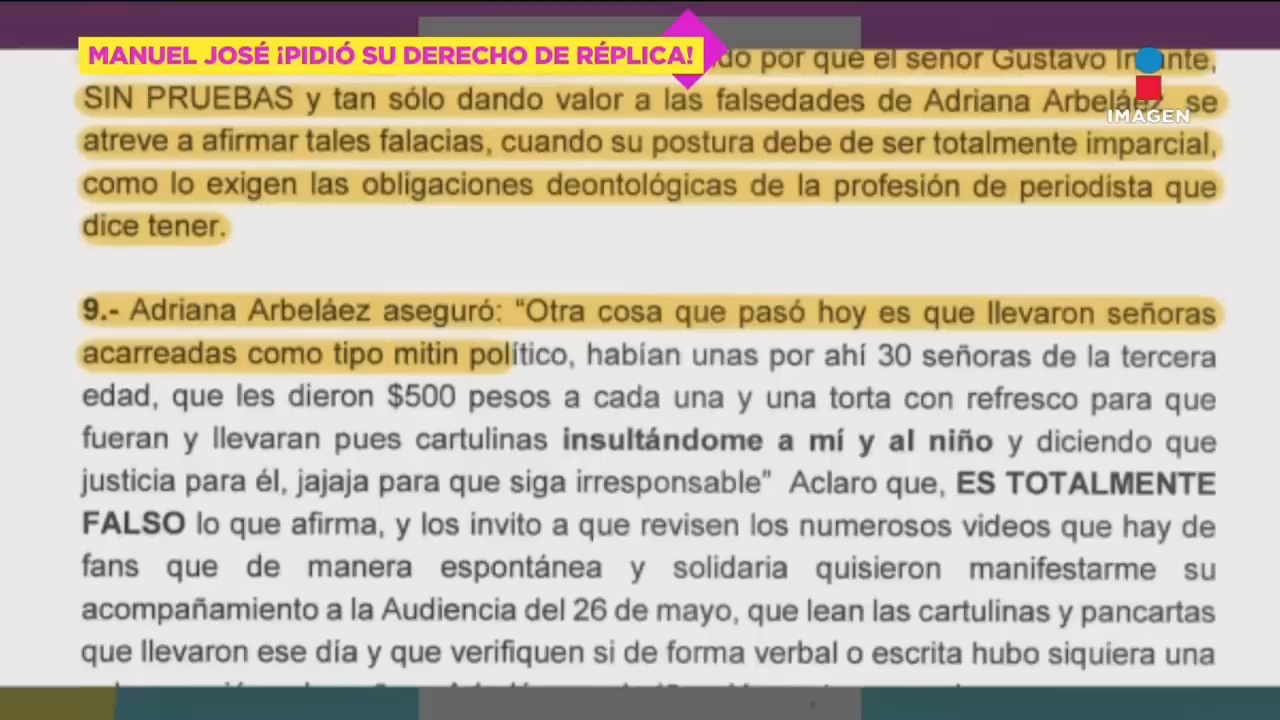 MANUEL JOSÉ ¡PIDIÓ SU DERECHO DE RÉPLICA!
por qué el señor Gustavo Infante,
SIN PRUEBAS y tan sólo dando valor a las falsedades de Adriana Arbeláez, se
atreve a afirmar tales falacias, cuando su postura debe de ser totalmente imparcial,
como lo exigen las obligaciones deontológicas de la profesión de periodista que
dice tener.
9.- Adriana Arbeláez aseguró: “Otra cosa que pasó hoy es que llevaron señoras
acarreadas como tipo mitin político, habían unas por ahí 30 señoras de la tercera
edad, que les dieron $500 pesos a cada una y una torta con refresco para que
fueran y llevaran pues cartulinas insultándome a mí y al niño y diciendo que
justicia para él, jajaja para que siga irresponsable” Aclaro que, ES TOTALMENTE
FALSO lo que afirma, y los invito a que revisen los numerosos videos que hay de
fans que de manera espontánea y solidaria quisieron manifestarme su
acompañamiento a la Audiencia del 26 de mayo, que lean las cartulinas y pancartas
que llevaron ese día y que verifiquen si de forma verbal o escrita hubo siquiera una
IMAGEN